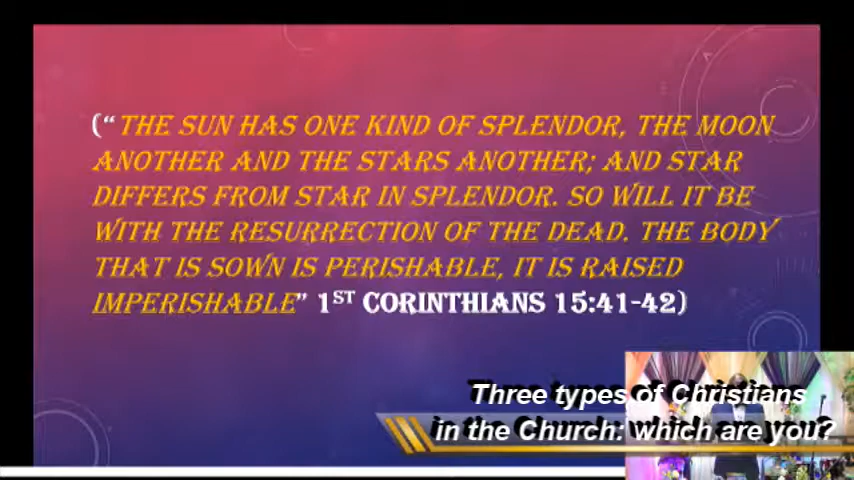 (“ THE SUN HAS ONE KIND OF SPLENDOR, THE MOON
ANOTHER AND THE STARS ANOTHER; AND STAR
DIFFERS FROM STAR IN SPLENDOR. SO WILL IT BE
WITH THE RESURRECTION OF THE DEAD. THE BODY
THAT IS SOWN IS PERISHABLE, IT IS RAISED
IMPERISHABLE” 1ST CORINTHIANS 15:41-42)
Three types of Christians
in the Church: which are you?